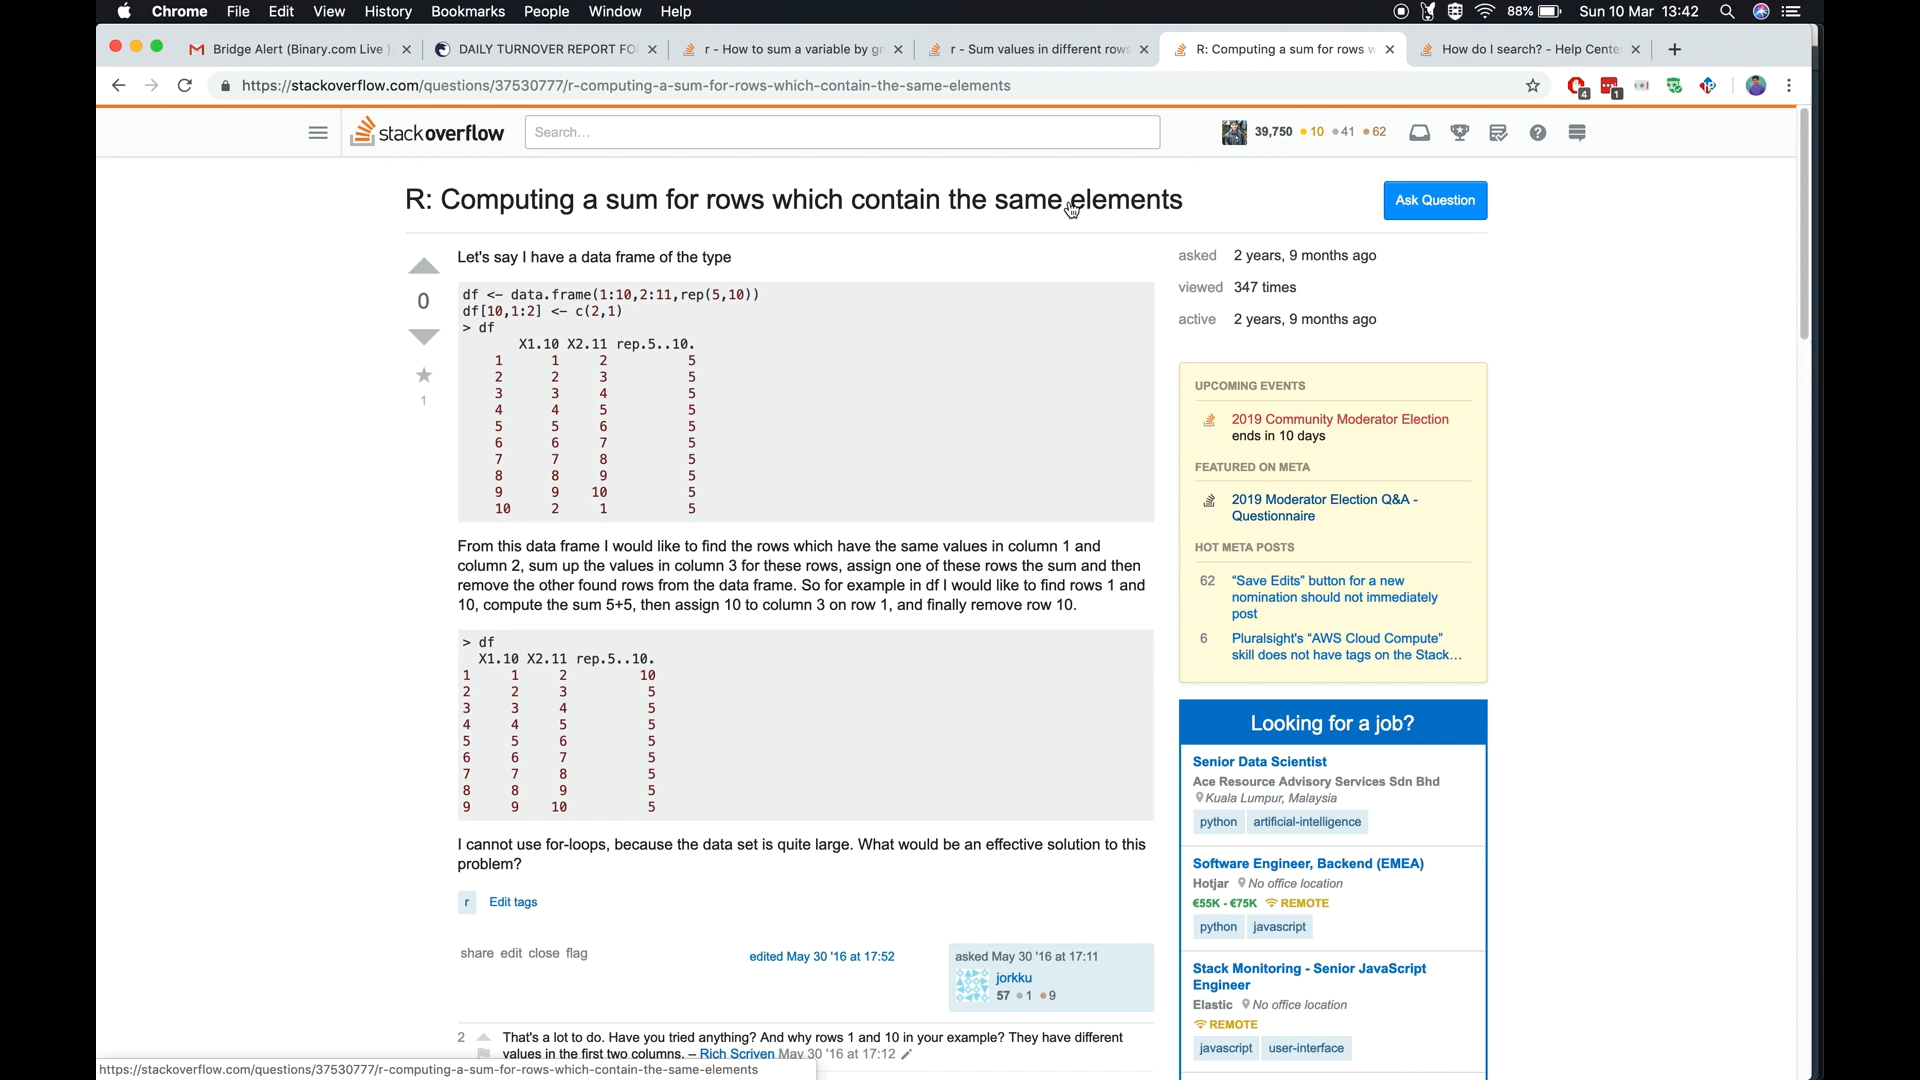 Chrome File Edit View History Bookmarks People Window Help 88% Sun 10 Mar 13:42
Bridge Alert (Binary.com Live DAILY TURNOVER REPORT FO r - How to sum a variable by g r - Sum values in different rows R: Computing a sum for rows w How do I search? - Help Cente
https://stackoverflow.com/questions/37530777/r-computing-a-sum-for-rows-which-contain-the-same-elements 4 1
stackoverflow Search... 39,750 10 41 62
R: Computing a sum for rows which contain the same elements
Ask Question
0
1
Let's say I have a data frame of the type
df <- data.frame(1:10,2:11,rep(5,10))
df[10,1:2] <- c(2,1)
> df
X1.10 X2.11 rep.5..10.
1 1 2 5
2 2 3 5
3 3 4 5
4 4 5 5
5 5 6 5
6 6 7 5
7 7 8 5
8 8 9 5
9 9 10 5
10 2 1 5
From this data frame I would like to find the rows which have the same values in column 1 and
column 2, sum up the values in column 3 for these rows, assign one of these rows the sum and then
remove the other found rows from the data frame. So for example in df I would like to find rows 1 and
10, compute the sum 5+5, then assign 10 to column 3 on row 1, and finally remove row 10.
> df
X1.10 X2.11 rep.5..10.
1 1 2 10
2 2 3 5
3 3 4 5
4 4 5 5
5 5 6 5
6 6 7 5
7 7 8 5
8 8 9 5
9 9 10 5
I cannot use for-loops, because the data set is quite large. What would be an effective solution to this
problem?
r Edit tags
share edit close flag
edited May 30 '16 at 17:52
asked May 30 '16 at 17:11
jorkku
57 1 9
2 That's a lot to do. Have you tried anything? And why rows 1 and 10 in your example? They have different
values in the first two columns. – Rich Scriven May 30 '16 at 17:12
asked 2 years, 9 months ago
viewed 347 times
active 2 years, 9 months ago
UPCOMING EVENTS
2019 Community Moderator Election
ends in 10 days
FEATURED ON META
2019 Moderator Election Q&A -
Questionnaire
HOT META POSTS
62 “Save Edits” button for a new
nomination should not immediately
post
6 Pluralsight's “AWS Cloud Compute”
skill does not have tags on the Stack...
Looking for a job?
Senior Data Scientist
Ace Resource Advisory Services Sdn Bhd
Kuala Lumpur, Malaysia
python artificial-intelligence
Software Engineer, Backend (EMEA)
Hotjar No office location
€55K - €75K REMOTE
python javascript
Stack Monitoring - Senior JavaScript
Engineer
Elastic No office location
REMOTE
javascript user-interface
https://stackoverflow.com/questions/37530777/r-computing-a-sum-for-rows-which-contain-the-same-elements